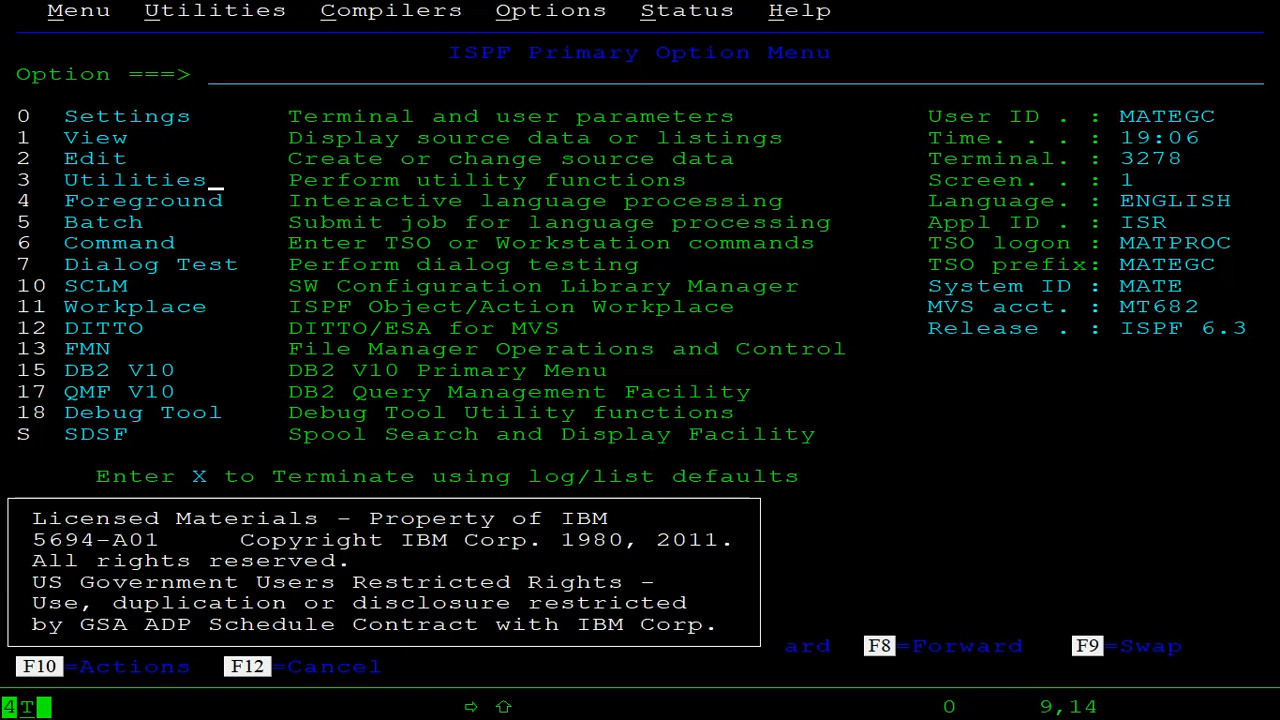 Menu Utilities Compilers Options Status Help
ISPF Primary Option Menu
Option ===>
0 Settings Terminal and user parameters User ID . : MATEGC
1 View Display source data or listings Time. . . : 19:06
2 Edit Create or change source data Terminal. : 3278
3 Utilities_ Perform utility functions Screen. . : 1
4 Foreground Interactive language processing Language. : ENGLISH
5 Batch Submit job for language processing Appl ID . : ISR
6 Command Enter TSO or Workstation commands TSO logon : MATPROC
7 Dialog Test Perform dialog testing TSO prefix: MATEGC
10 SCLM SW Configuration Library Manager System ID : MATE
11 Workplace ISPF Object/Action Workplace MVS acct. : MT682
12 DITTO DITTO/ESA for MVS Release . : ISPF 6.3
13 FMN File Manager Operations and Control
15 DB2 V10 DB2 V10 Primary Menu
17 QMF V10 DB2 Query Management Facility
18 Debug Tool Debug Tool Utility functions
S SDSF Spool Search and Display Facility
Enter X to Terminate using log/list defaults
Licensed Materials - Property of IBM
5694-A01 Copyright IBM Corp. 1980, 2011.
All rights reserved.
US Government Users Restricted Rights -
Use, duplication or disclosure restricted
by GSA ADP Schedule Contract with IBM Corp.
ard F8=Forward F9=Swap
F10=Actions F12=Cancel
4T ⇨ ⇧ 0 9,14